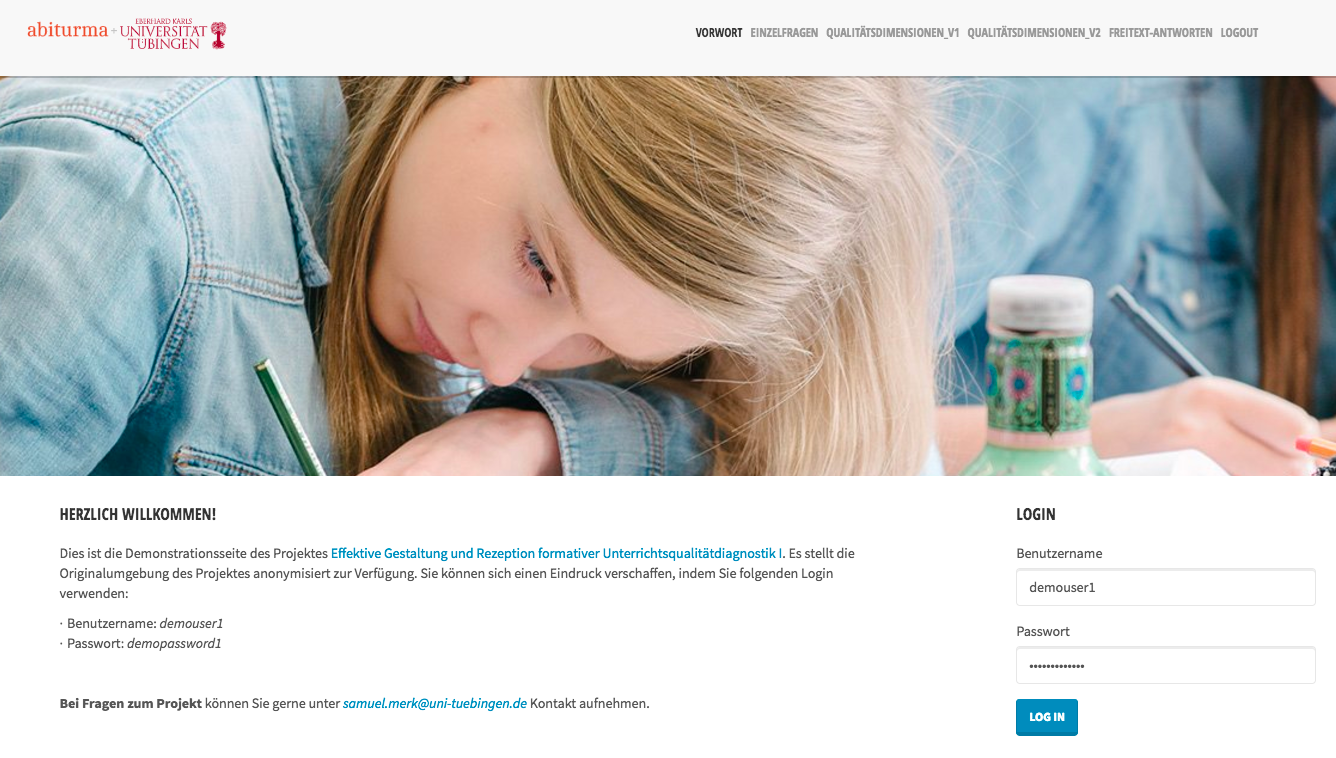 abiturma + EBERHARD KARLS
UNIVERSITÄT
TÜBINGEN
VORWORT EINZELFRAGEN QUALITÄTSDIMENSIONEN_V1 QUALITÄTSDIMENSIONEN_V2 FREITEXT-ANTWORTEN LOGOUT
HERZLICH WILLKOMMEN!
Dies ist die Demonstrationsseite des Projektes Effektive Gestaltung und Rezeption formativer Unterrichtsqualitätdiagnostik I. Es stellt die
Originalumgebung des Projektes anonymisiert zur Verfügung. Sie können sich einen Eindruck verschaffen, indem Sie folgenden Login
verwenden:
· Benutzername: demouser1
· Passwort: demopassword1
Bei Fragen zum Projekt können Sie gerne unter samuel.merk@uni-tuebingen.de Kontakt aufnehmen.
LOGIN
Benutzername
demouser1
Passwort
•••••••••••••
LOG IN